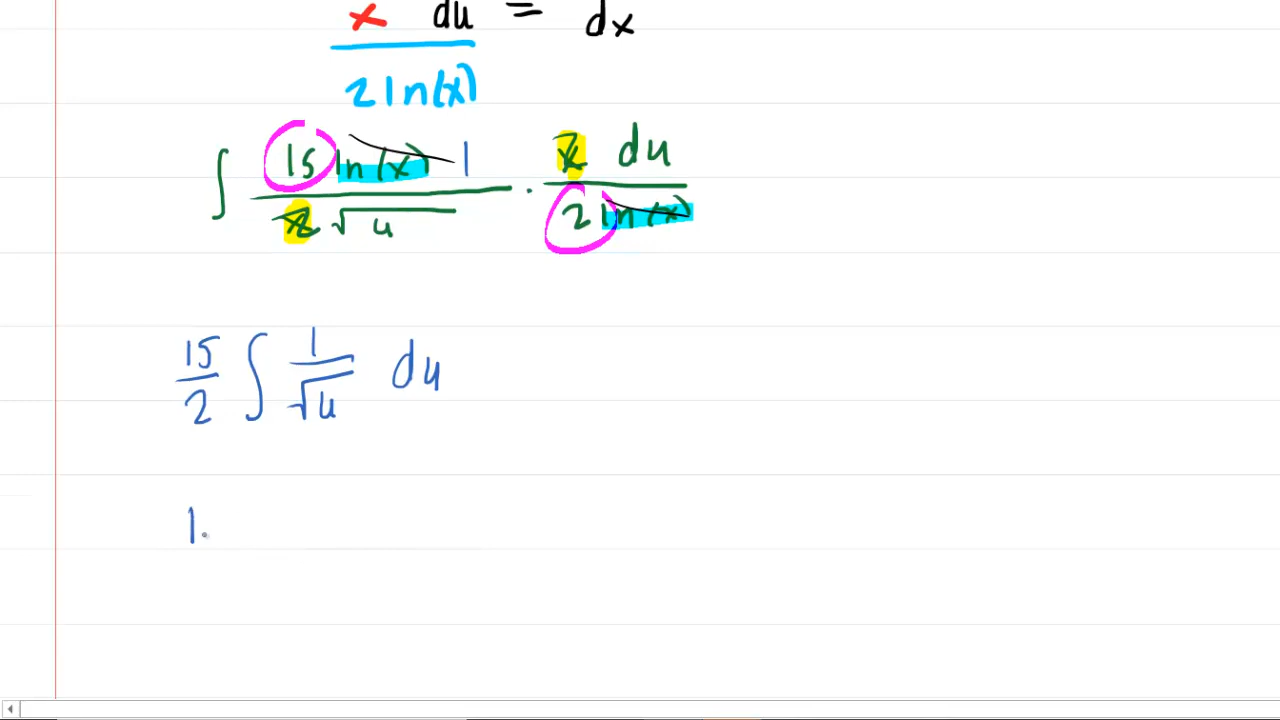 x du = dx
2 ln(x)
∫ 15 ln(x) 1 / x √u · x du / 2 ln(x)
15/2 ∫ 1/√u du
1